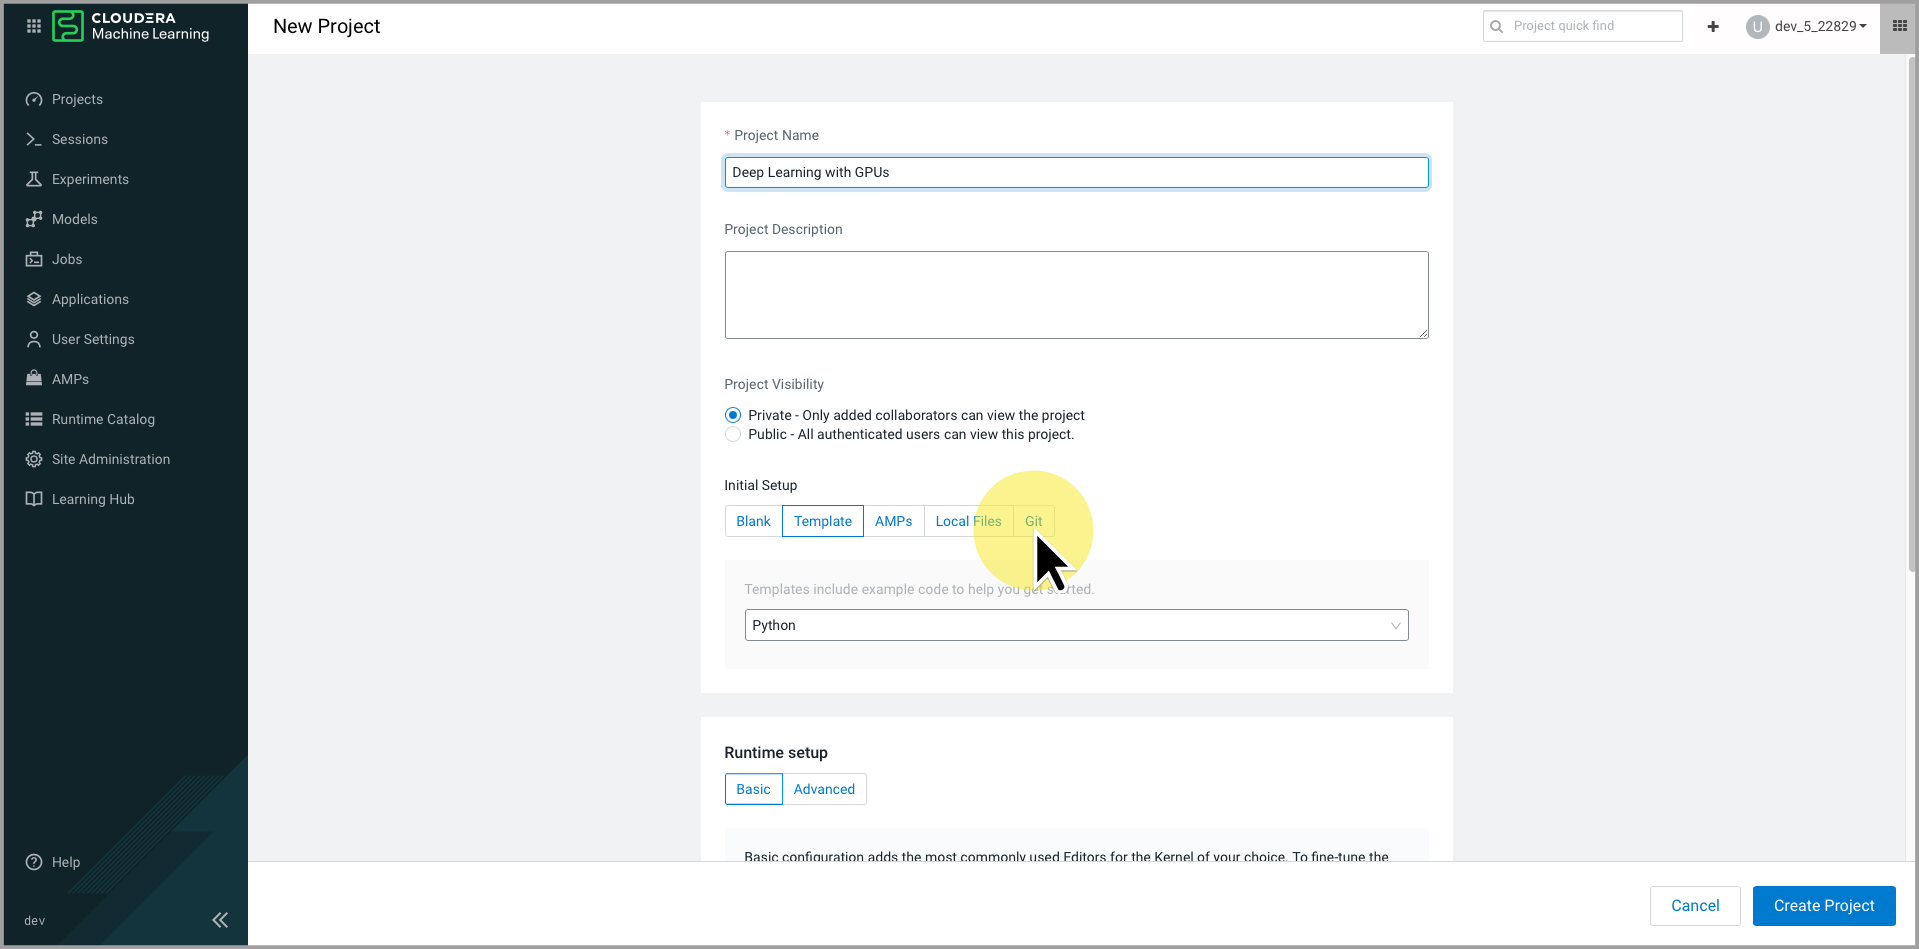 CLOUDERA
Machine Learning
New Project
Project quick find
U
dev_5_22829
Projects
Sessions
Experiments
Models
Jobs
Applications
User Settings
AMPs
Runtime Catalog
Site Administration
Learning Hub
Help
dev
* Project Name
Deep Learning with GPUs
Project Description
Project Visibility
Private - Only added collaborators can view the project
Public - All authenticated users can view this project.
Initial Setup
Blank Template AMPs Local Files Git
Templates include example code to help you get started.
Python
Runtime setup
Basic Advanced
Basic configuration adds the most commonly used Editors for the Kernel of your choice. To fine-tune the
Cancel Create Project